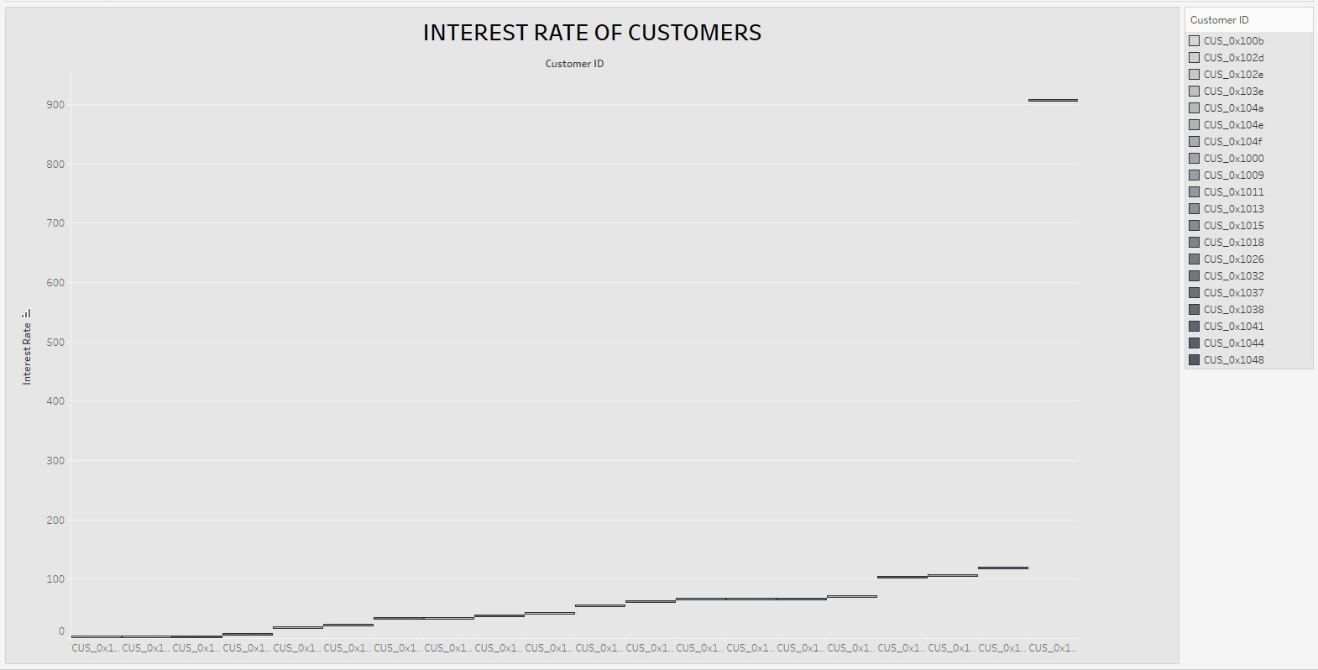 INTEREST RATE OF CUSTOMERS
Customer ID
900
800
700
600
500
400
300
200
100
0
Interest Rate
CUS_0x1.. CUS_0x1.. CUS_0x1.. CUS_0x1.. CUS_0x1.. CUS_0x1.. CUS_0x1.. CUS_0x1.. CUS_0x1.. CUS_0x1.. CUS_0x1.. CUS_0x1.. CUS_0x1.. CUS_0x1.. CUS_0x1.. CUS_0x1.. CUS_0x1.. CUS_0x1.. CUS_0x1.. CUS_0x1..
Customer ID
CUS_0x100b
CUS_0x102d
CUS_0x102e
CUS_0x103e
CUS_0x104a
CUS_0x104e
CUS_0x104f
CUS_0x1000
CUS_0x1009
CUS_0x1011
CUS_0x1013
CUS_0x1015
CUS_0x1018
CUS_0x1026
CUS_0x1032
CUS_0x1037
CUS_0x1038
CUS_0x1041
CUS_0x1044
CUS_0x1048